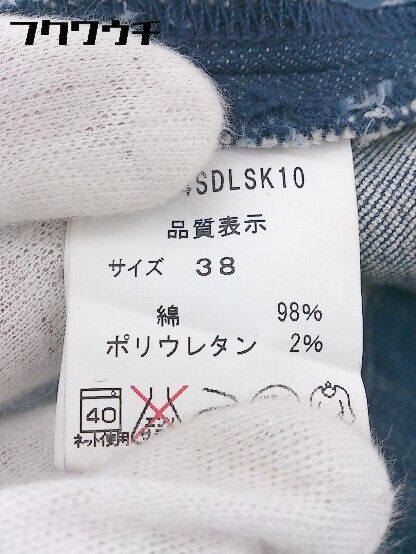 フクワウチ
SDLSK10
品質表示
サイズ 38
綿 98%
ポリウレタン 2%
40
ネット使用